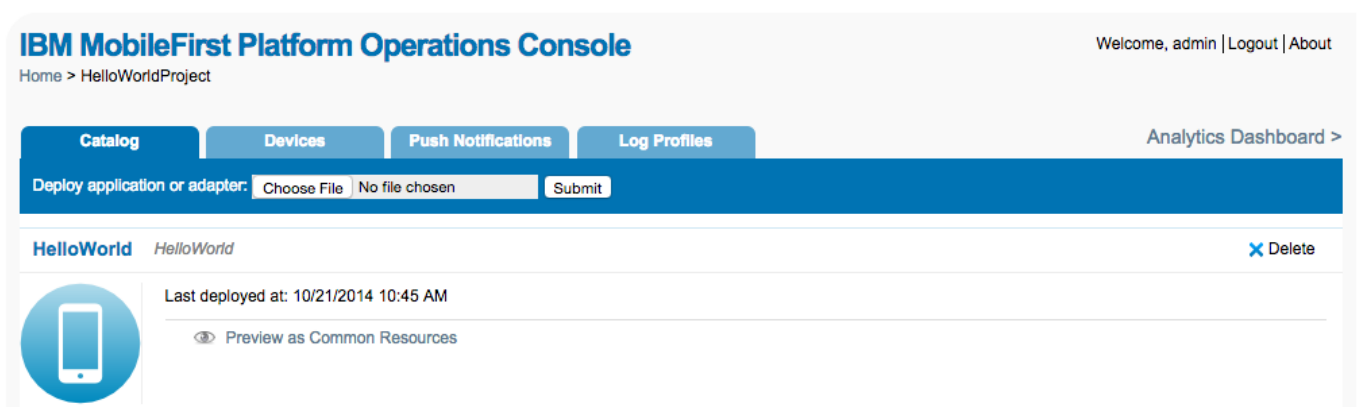 IBM MobileFirst Platform Operations Console
Welcome, admin | Logout | About
Home > HelloWorldProject
Catalog
Devices
Push Notifications
Log Profiles
Analytics Dashboard >
Deploy application or adapter: Choose File No file chosen Submit
HelloWorld HelloWorld
Delete
Last deployed at: 10/21/2014 10:45 AM
Preview as Common Resources